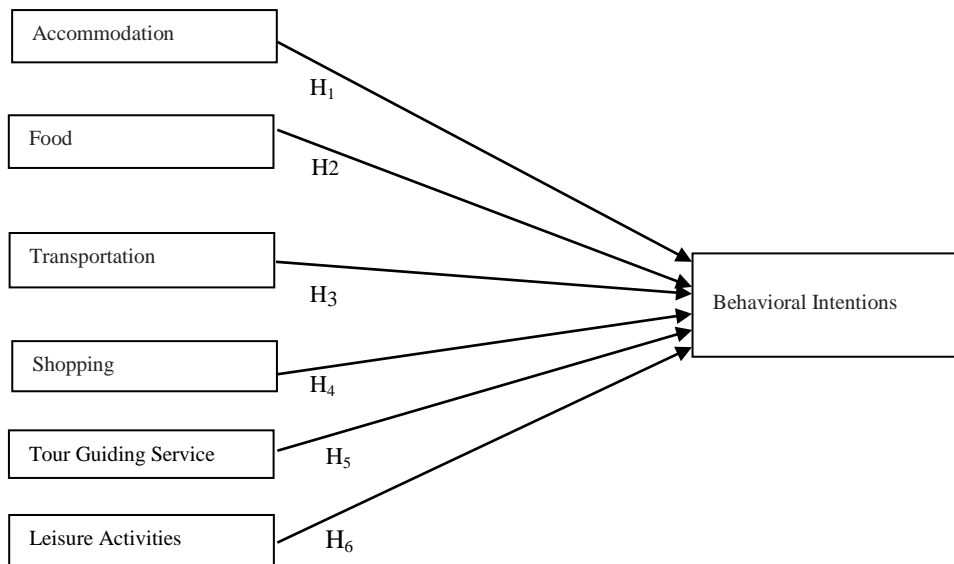 Accommodation
H₁
Food
H2
Transportation
H₃
Behavioral Intentions
Shopping
H₄
Tour Guiding Service
H₅
Leisure Activities
H₆